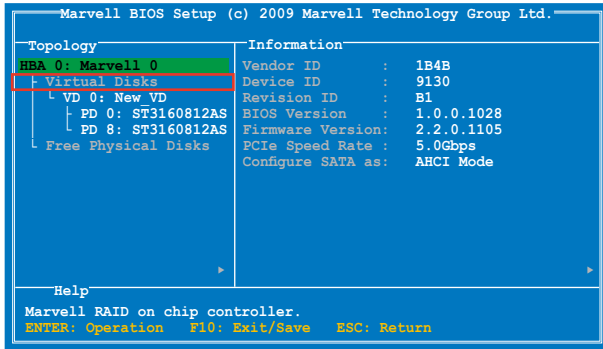 Marvell BIOS Setup (c) 2009 Marvell Technology Group Ltd.
Topology
HBA 0: Marvell 0
Virtual Disks
VD 0: New_VD
PD 0: ST3160812AS
PD 8: ST3160812AS
Free Physical Disks
Information
Vendor ID : 1B4B
Device ID : 9130
Revision ID : B1
BIOS Version : 1.0.0.1028
Firmware Version: 2.2.0.1105
PCIe Speed Rate : 5.0Gbps
Configure SATA as: AHCI Mode
Help
Marvell RAID on chip controller.
ENTER: Operation F10: Exit/Save ESC: Return